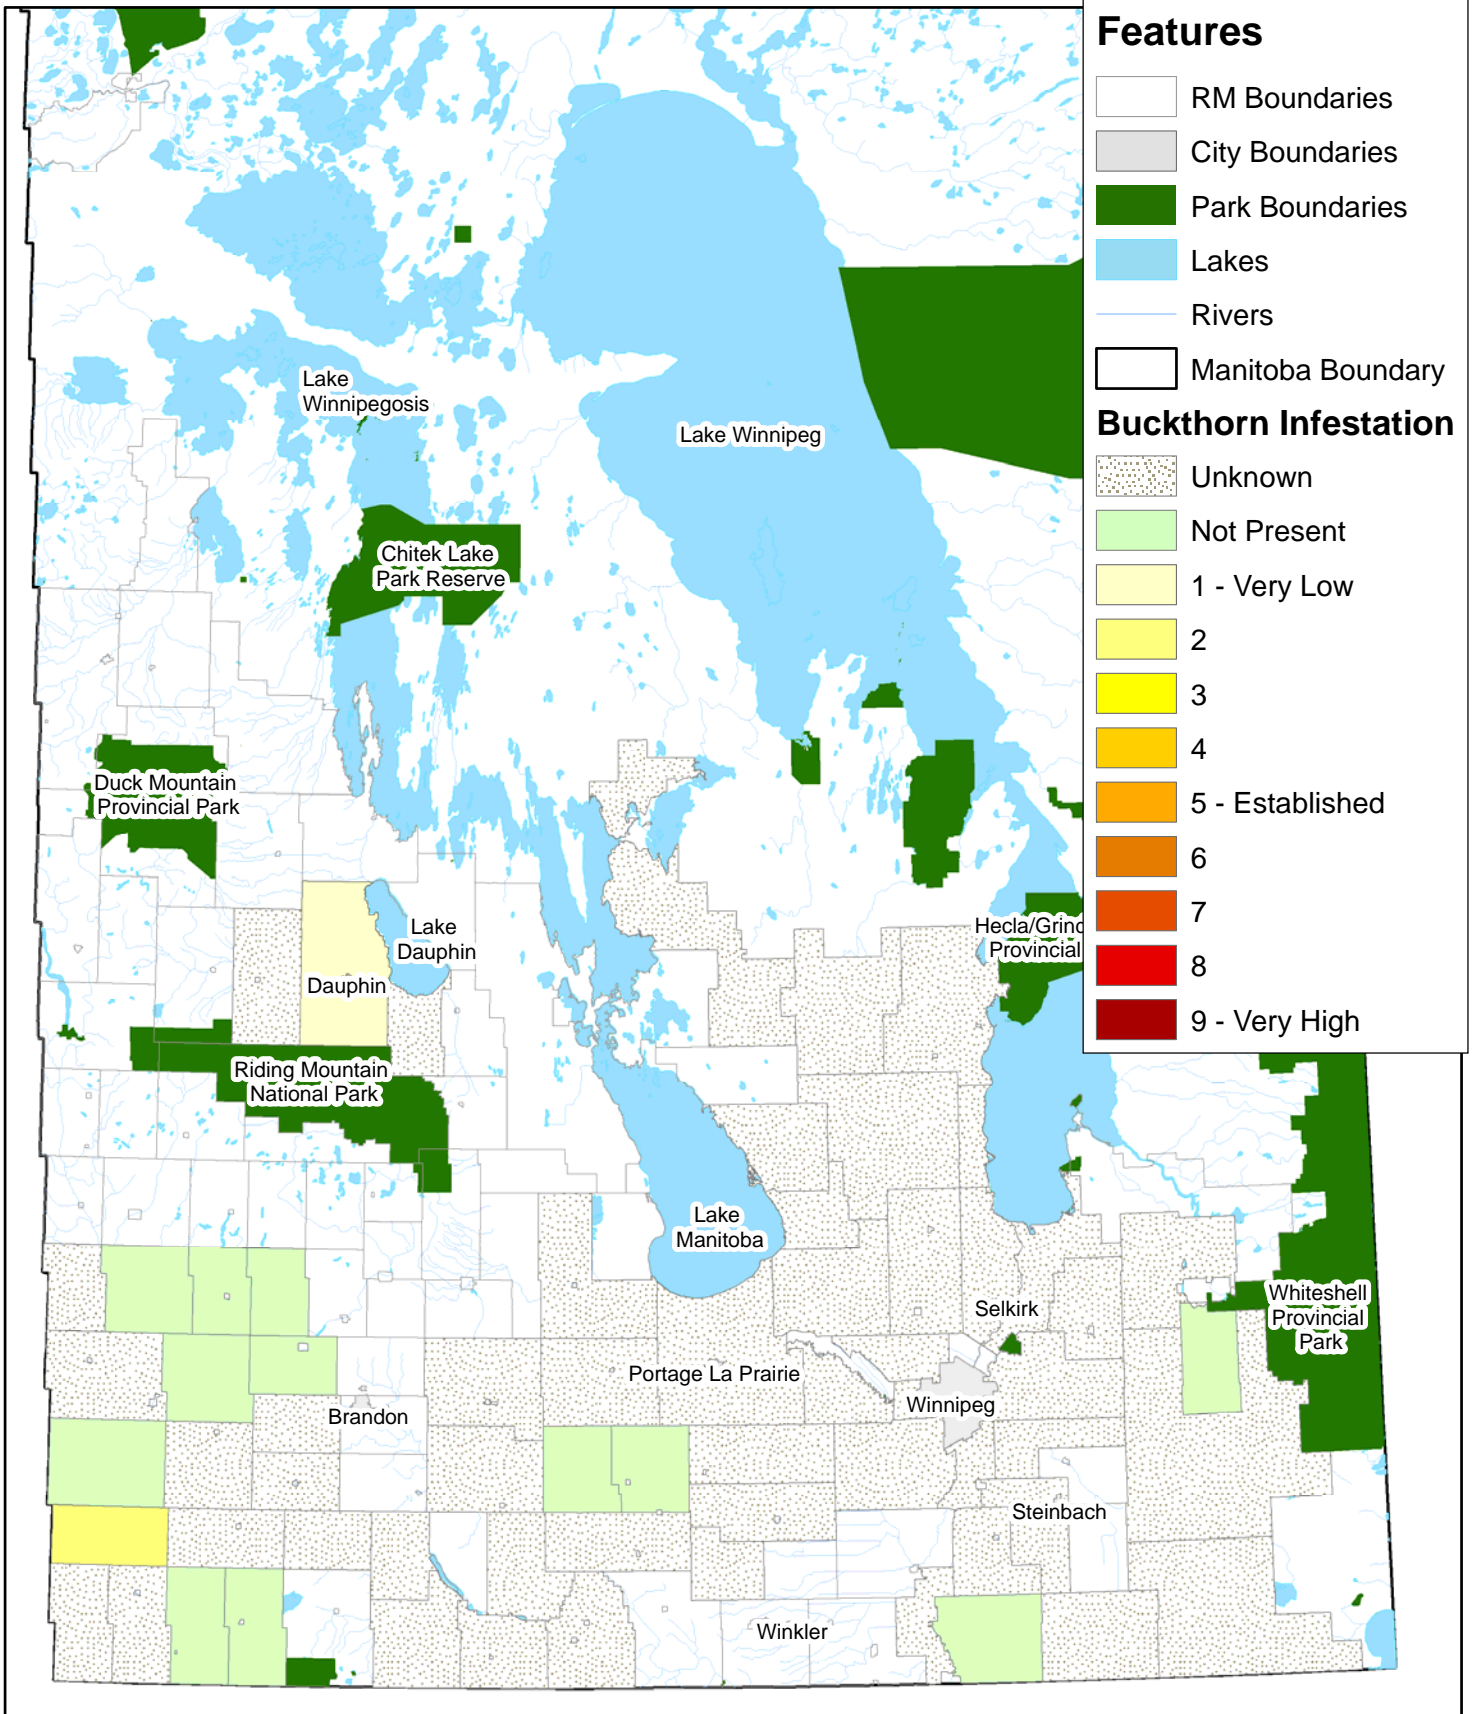 Features
RM Boundaries
City Boundaries
Park Boundaries
Lakes
Rivers
Manitoba Boundary
Buckthorn Infestation
Unknown
Not Present
1 - Very Low
2
3
4
5 - Established
6
7
8
9 - Very High
Lake
Winnipegosis
Lake Winnipeg
Chitek Lake
Park Reserve
Duck Mountain
Provincial Park
Lake
Dauphin
Dauphin
Hecla/Grind
Provincial
Riding Mountain
National Park
Lake
Manitoba
Selkirk
Whiteshell
Provincial
Park
Portage La Prairie
Winnipeg
Brandon
Steinbach
Winkler